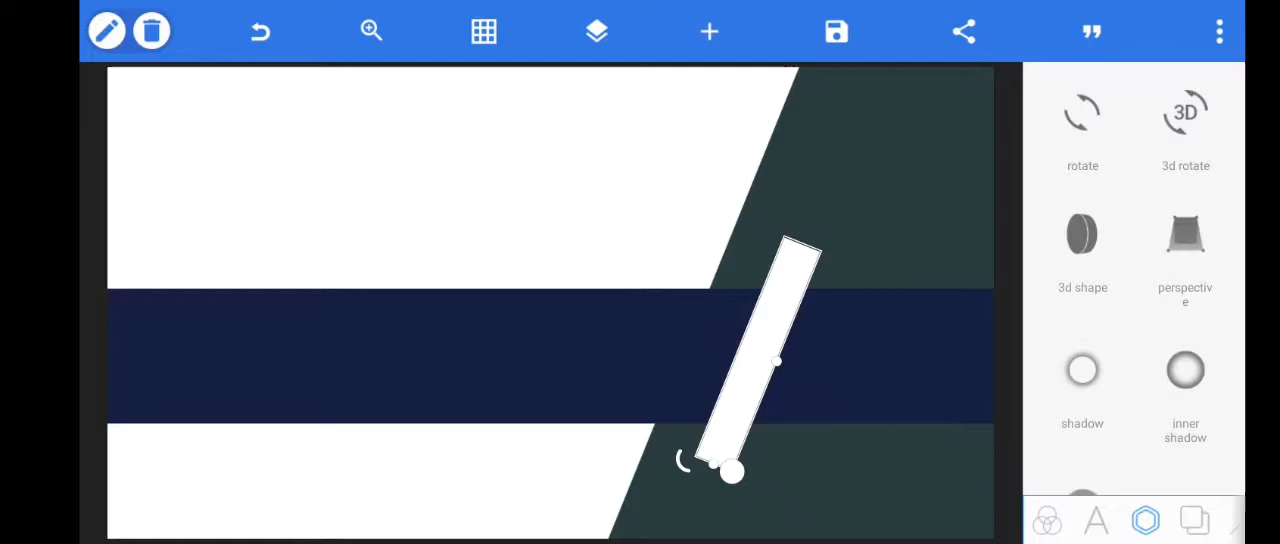 rotate
3D
3d rotate
3d shape
perspectiv
e
shadow
inner
shadow
A